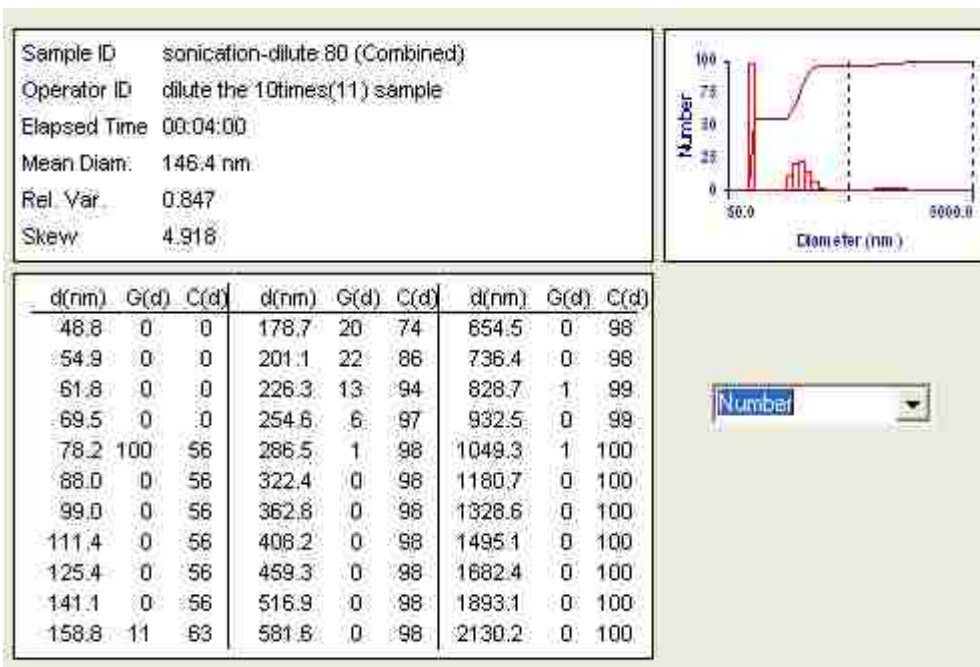 Sample ID sonication-dilute 80 (Combined)
Operator ID dilute the 10times(11) sample
Elapsed Time 00:04:00
Mean Diam. 146.4 nm
Rel. Var. 0.847
Skew 4.918
100
75
50
25
0
Number
50.0 5000.0
Diameter (nm)
d(nm) G(d) C(d) d(nm) G(d) C(d) d(nm) G(d) C(d)
48.8 0 0 178.7 20 74 654.5 0 98
54.9 0 0 201.1 22 86 736.4 0 98
61.8 0 0 226.3 13 94 828.7 1 99
69.5 0 0 254.6 6 97 932.5 0 99
78.2 100 56 286.5 1 98 1049.3 1 100
88.0 0 56 322.4 0 98 1180.7 0 100
99.0 0 56 362.8 0 98 1328.6 0 100
111.4 0 56 408.2 0 98 1495.1 0 100
125.4 0 56 459.3 0 98 1682.4 0 100
141.1 0 56 516.9 0 98 1893.1 0 100
158.8 11 63 581.6 0 98 2130.2 0 100
Number